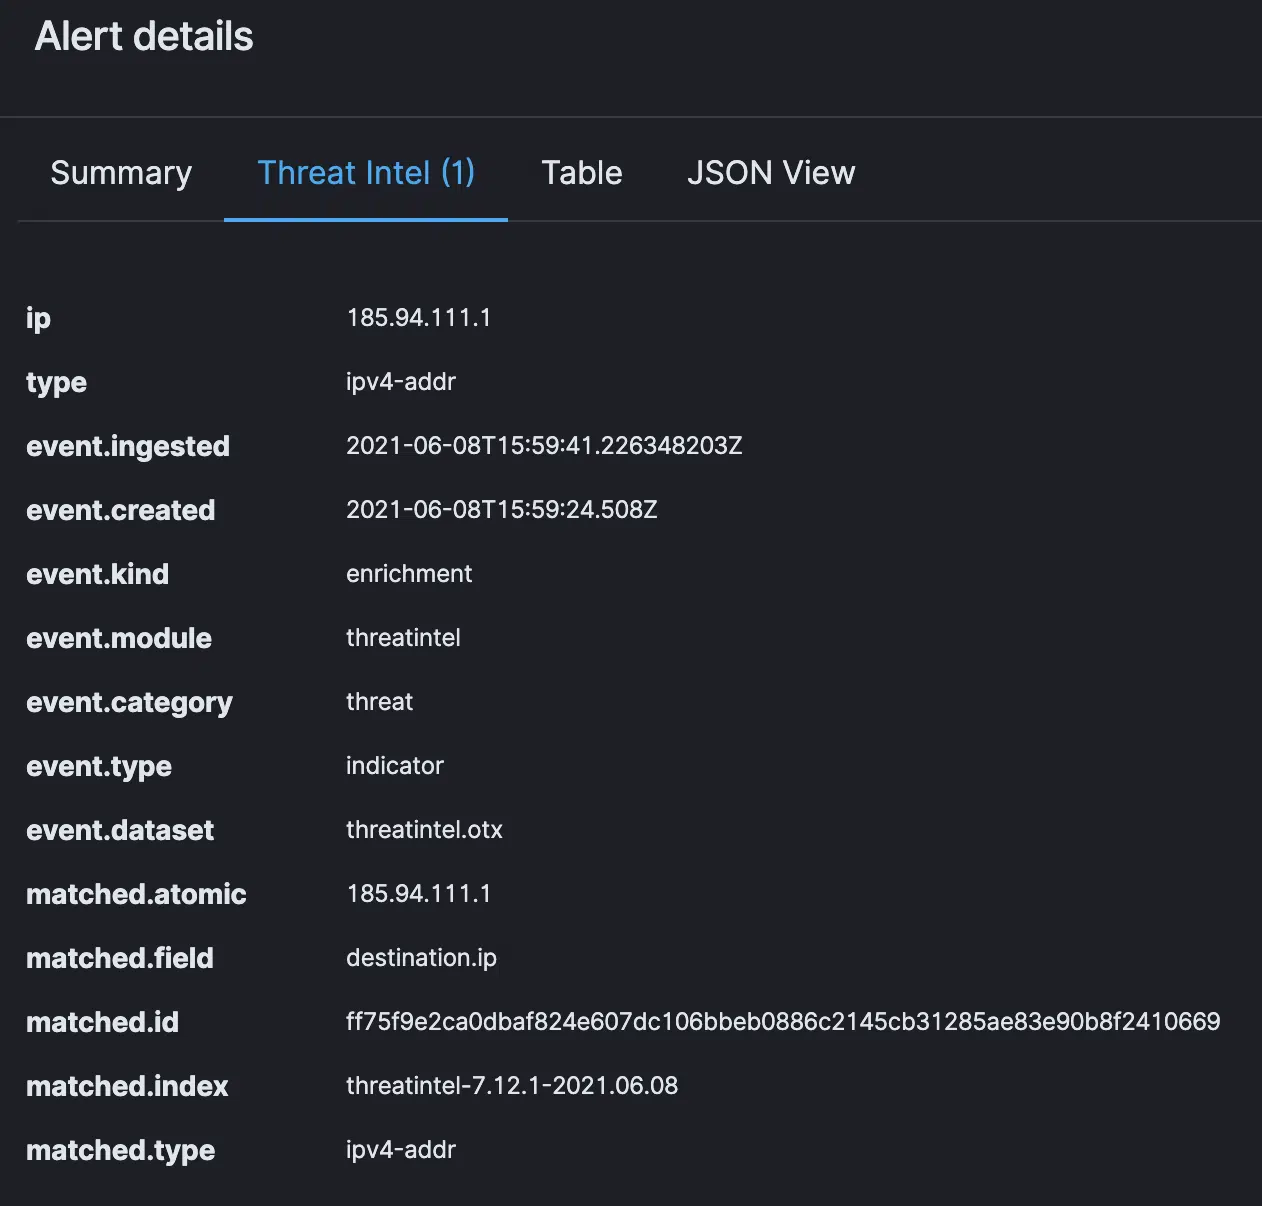 Alert details
Summary Threat Intel (1) Table JSON View
ip 185.94.111.1
type ipv4-addr
event.ingested 2021-06-08T15:59:41.226348203Z
event.created 2021-06-08T15:59:24.508Z
event.kind enrichment
event.module threatintel
event.category threat
event.type indicator
event.dataset threatintel.otx
matched.atomic 185.94.111.1
matched.field destination.ip
matched.id ff75f9e2ca0dbaf824e607dc106bbeb0886c2145cb31285ae83e90b8f2410669
matched.index threatintel-7.12.1-2021.06.08
matched.type ipv4-addr